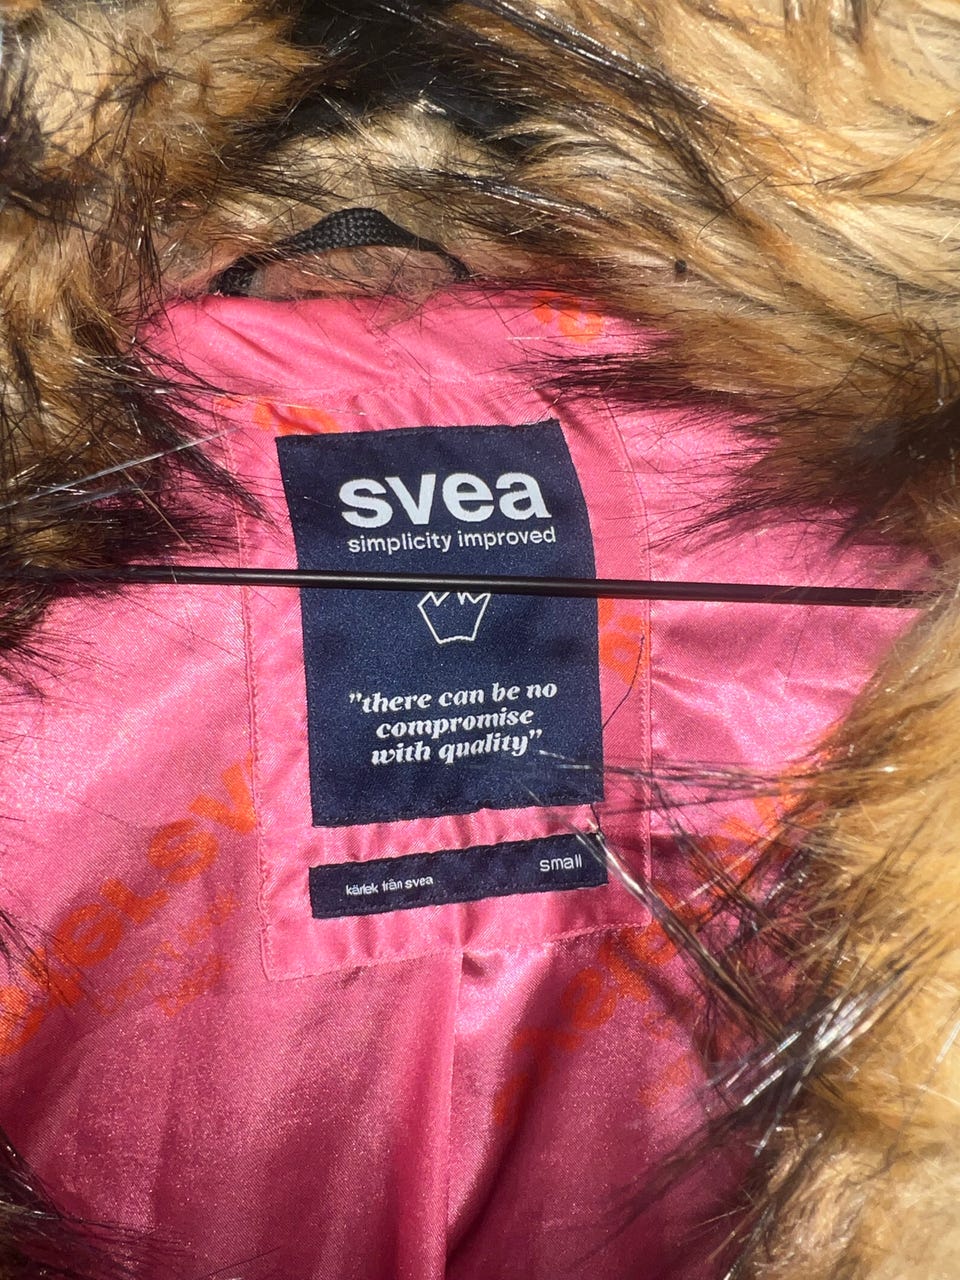 svea
simplicity improved
"there can be no
compromise
with quality"
kärlek från svea
small